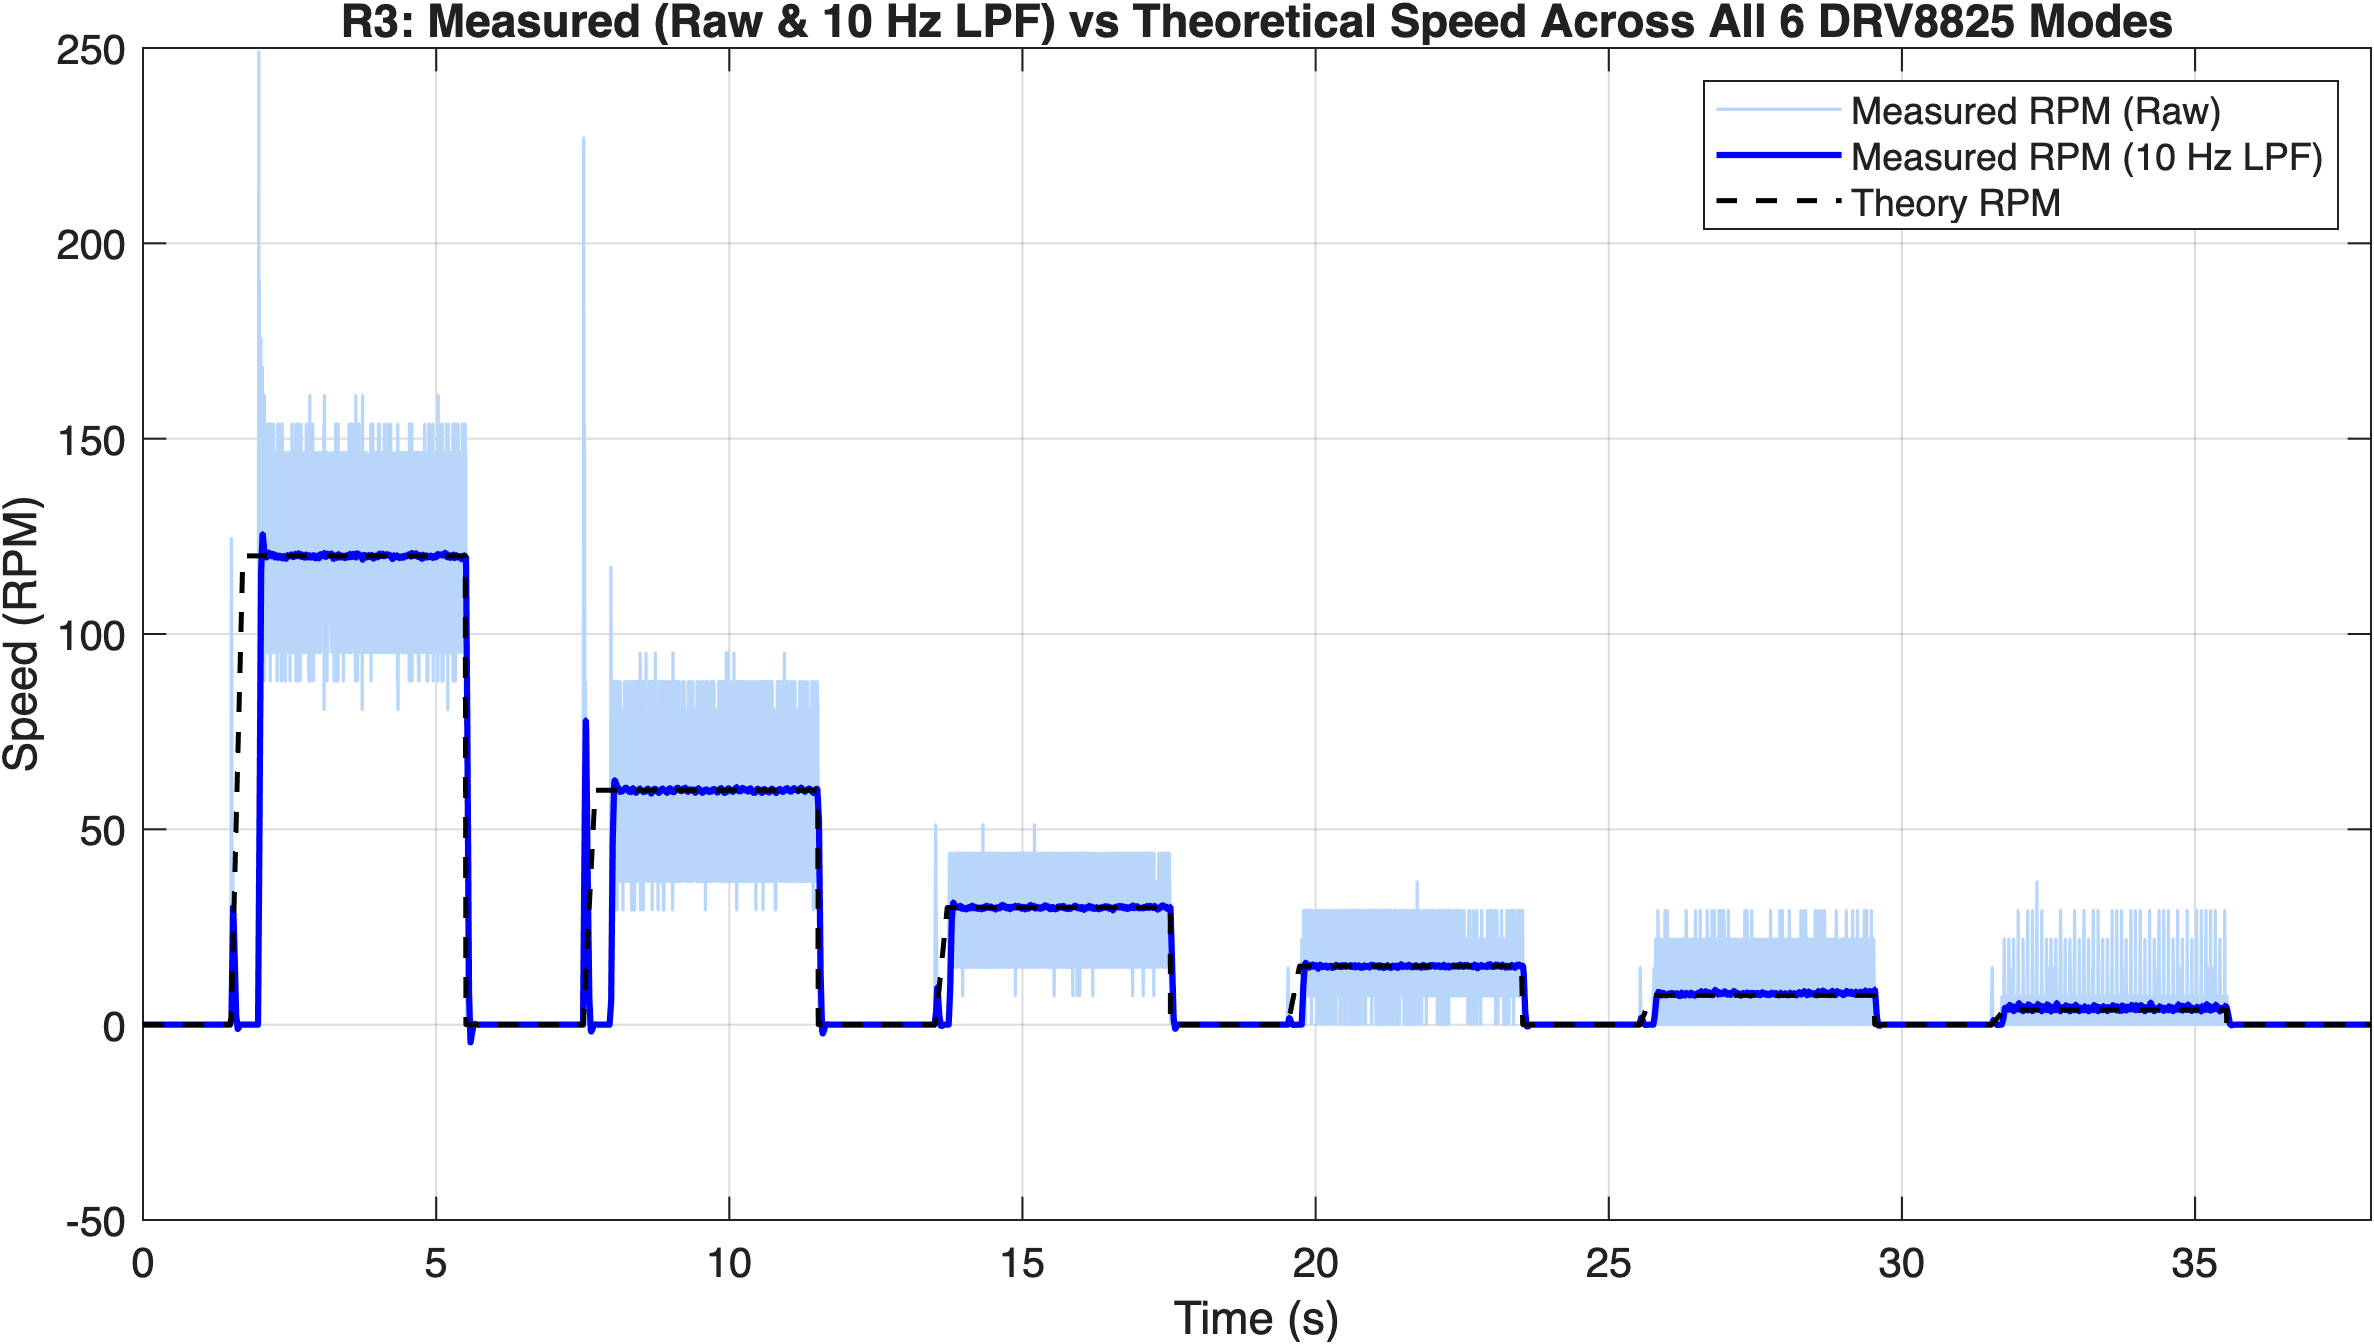 R3: Measured (Raw & 10 Hz LPF) vs Theoretical Speed Across All 6 DRV8825 Modes
Measured RPM (Raw)
Measured RPM (10 Hz LPF)
Theory RPM
Speed (RPM)
250
200
150
100
50
0
-50
0 5 10 15 20 25 30 35
Time (s)